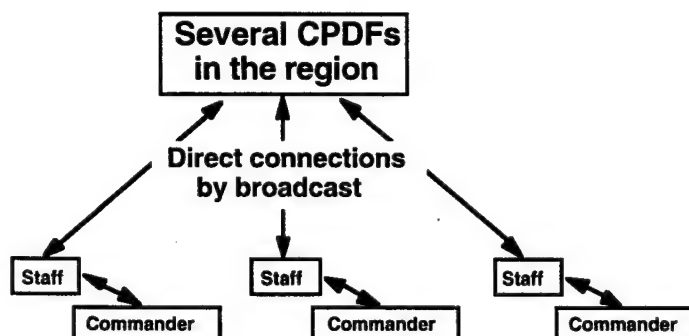 Several CPDFs
in the region
Direct connections
by broadcast
Staff
Staff
Staff
Commander
Commander
Commander